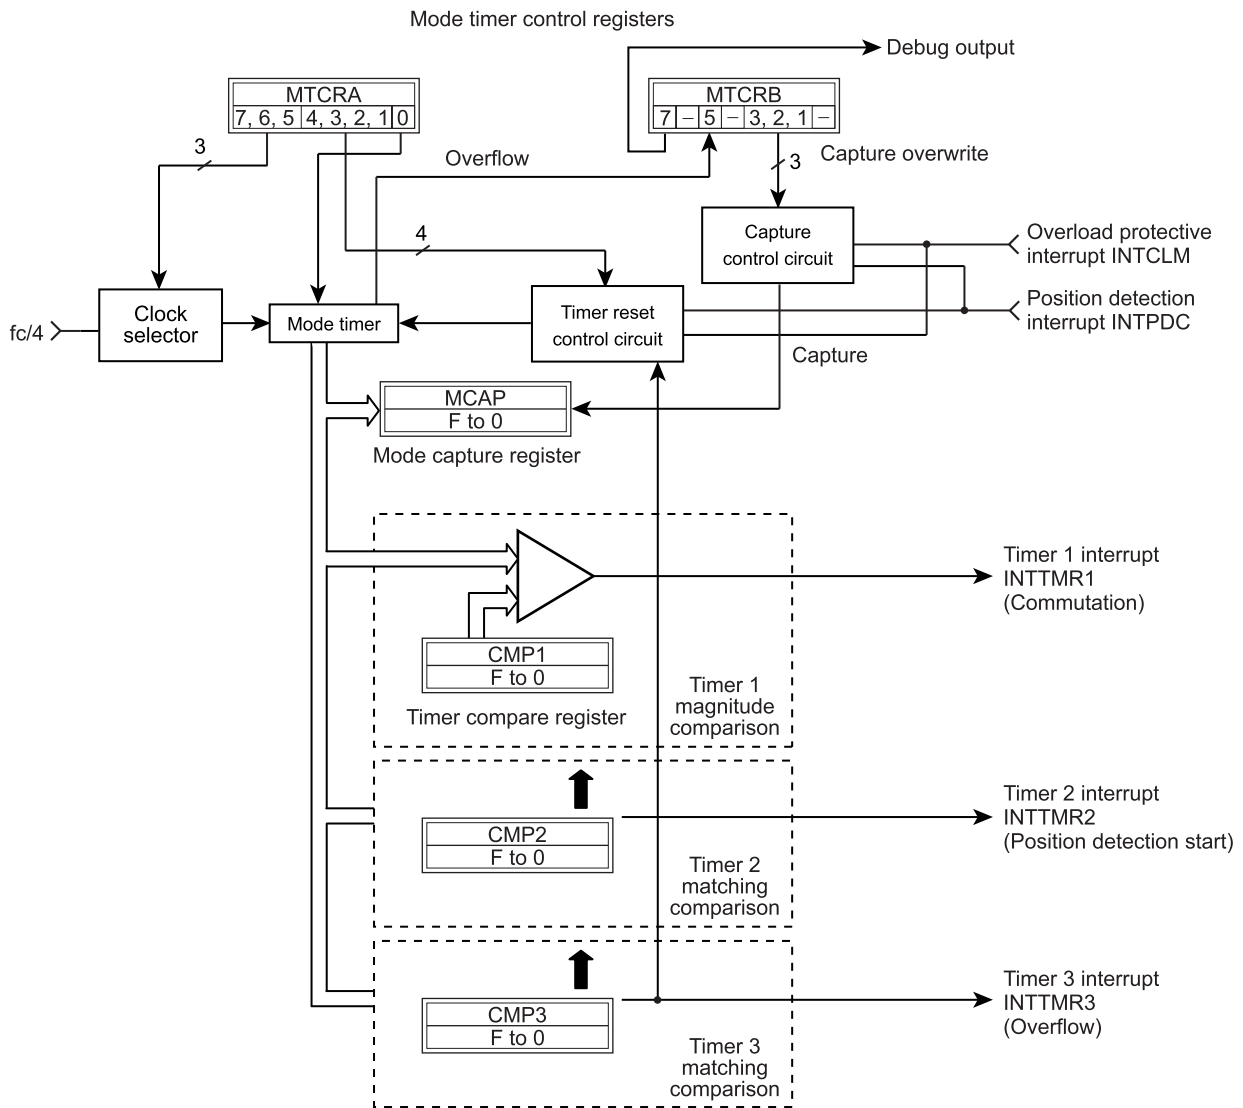 Mode timer control registers
Debug output
MTCRA
7, 6, 5 4, 3, 2, 1 0
MTCRB
7 – 5 – 3, 2, 1 –
3
Overflow
3
Capture overwrite
4
Capture
control circuit
Overload protective
interrupt INTCLM
Position detection
interrupt INTPDC
fc/4
Clock
selector
Mode timer
Timer reset
control circuit
Capture
MCAP
F to 0
Mode capture register
Timer 1 interrupt
INTTMR1
(Commutation)
CMP1
F to 0
Timer compare register
Timer 1
magnitude
comparison
Timer 2 interrupt
INTTMR2
(Position detection start)
CMP2
F to 0
Timer 2
matching
comparison
Timer 3 interrupt
INTTMR3
(Overflow)
CMP3
F to 0
Timer 3
matching
comparison